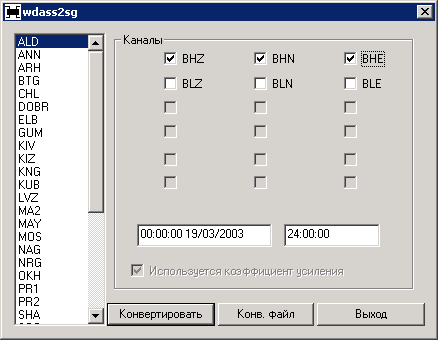 wdass2sg
ALD
ANN
ARH
BTG
CHL
DOBR
ELB
GUM
KIV
KIZ
KNG
KUB
LVZ
MA2
MAY
MOS
NAG
NRG
OKH
PR1
PR2
SHA
Каналы
BHZ BHN BHE
BLZ BLN BLE
00:00:00 19/03/2003 24:00:00
Используется коэффициент усиления
Конвертировать Конв. файл Выход